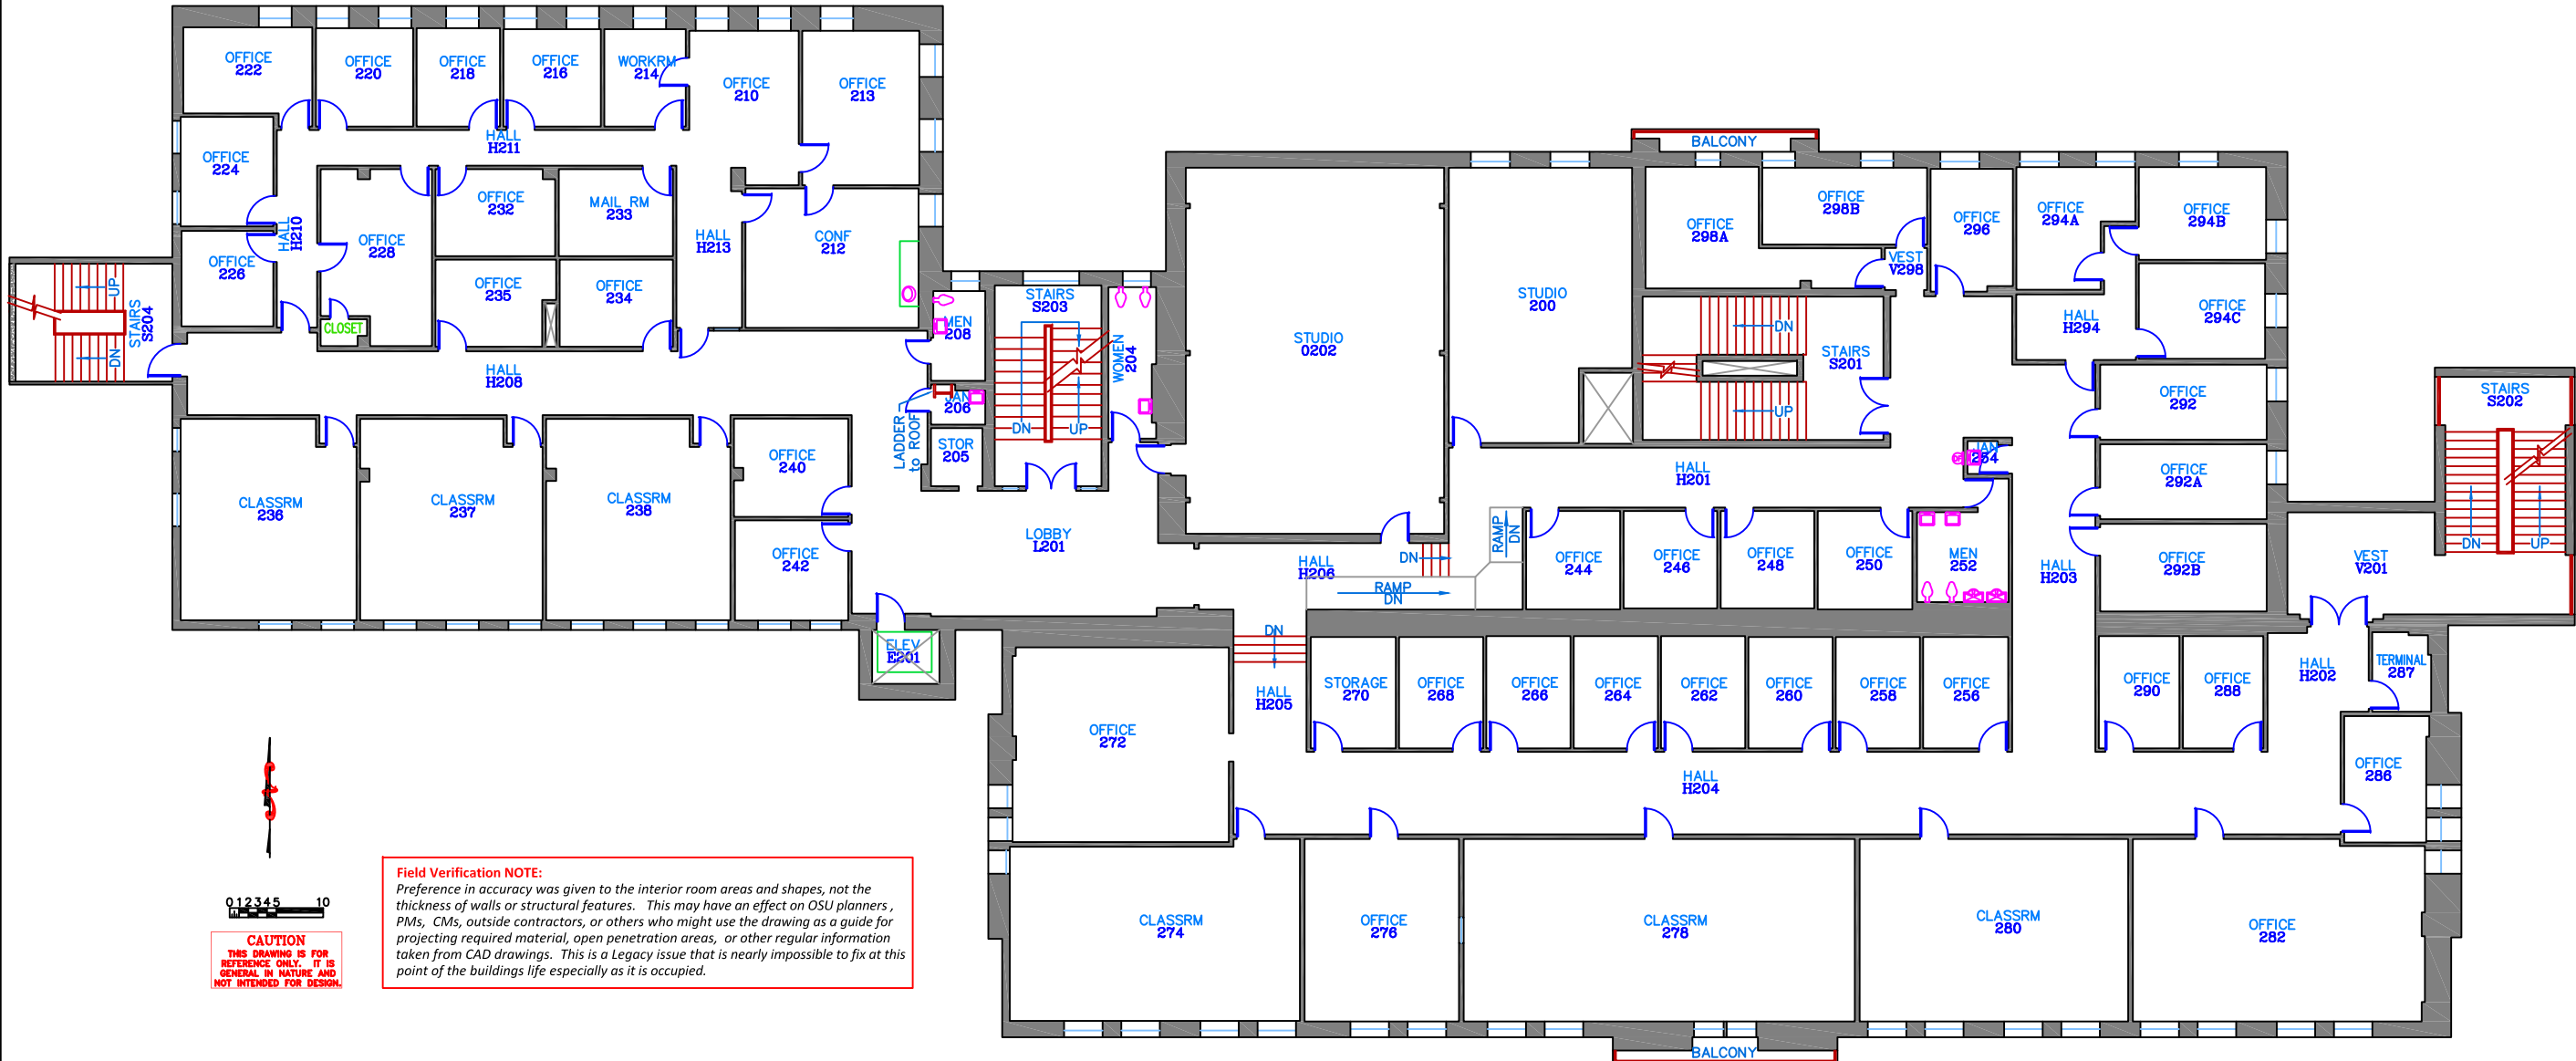 OFFICE
222
OFFICE
220
OFFICE
218
OFFICE
216
WORKRM
214
OFFICE
210
OFFICE
213
HALL
H211
OFFICE
224
OFFICE
226
HALL
H210
OFFICE
228
CLOSET
OFFICE
232
MAIL RM
233
OFFICE
235
OFFICE
234
HALL
H213
CONF
212
UP
DN
STAIRS
S204
HALL
H208
MEN
208
JAN
206
LADDER
to ROOF
STOR
205
STAIRS
S203
DN
UP
WOMEN
204
CLASSRM
236
CLASSRM
237
CLASSRM
238
OFFICE
240
OFFICE
242
LOBBY
L201
ELEV
E201
STUDIO
0202
STUDIO
200
BALCONY
OFFICE
298A
OFFICE
298B
VEST
V298
OFFICE
296
OFFICE
294A
OFFICE
294B
OFFICE
294C
HALL
H294
DN
UP
STAIRS
S201
OFFICE
292
OFFICE
292A
OFFICE
292B
JAN
254
HALL
H201
HALL
H206
DN
RAMP
DN
RAMP
DN
OFFICE
244
OFFICE
246
OFFICE
248
OFFICE
250
MEN
252
HALL
H203
STAIRS
S202
DN
UP
VEST
V201
DN
HALL
H205
OFFICE
272
STORAGE
270
OFFICE
268
OFFICE
266
OFFICE
264
OFFICE
262
OFFICE
260
OFFICE
258
OFFICE
256
OFFICE
290
OFFICE
288
HALL
H202
TERMINAL
287
OFFICE
286
HALL
H204
CLASSRM
274
OFFICE
276
CLASSRM
278
CLASSRM
280
OFFICE
282
BALCONY
0 1 2 3 4 5 10
CAUTION
THIS DRAWING IS FOR
REFERENCE ONLY. IT IS
GENERAL IN NATURE AND
NOT INTENDED FOR DESIGN.
Field Verification NOTE:
Preference in accuracy was given to the interior room areas and shapes, not the
thickness of walls or structural features. This may have an effect on OSU planners ,
PMs, CMs, outside contractors, or others who might use the drawing as a guide for
projecting required material, open penetration areas, or other regular information
taken from CAD drawings. This is a Legacy issue that is nearly impossible to fix at this
point of the buildings life especially as it is occupied.